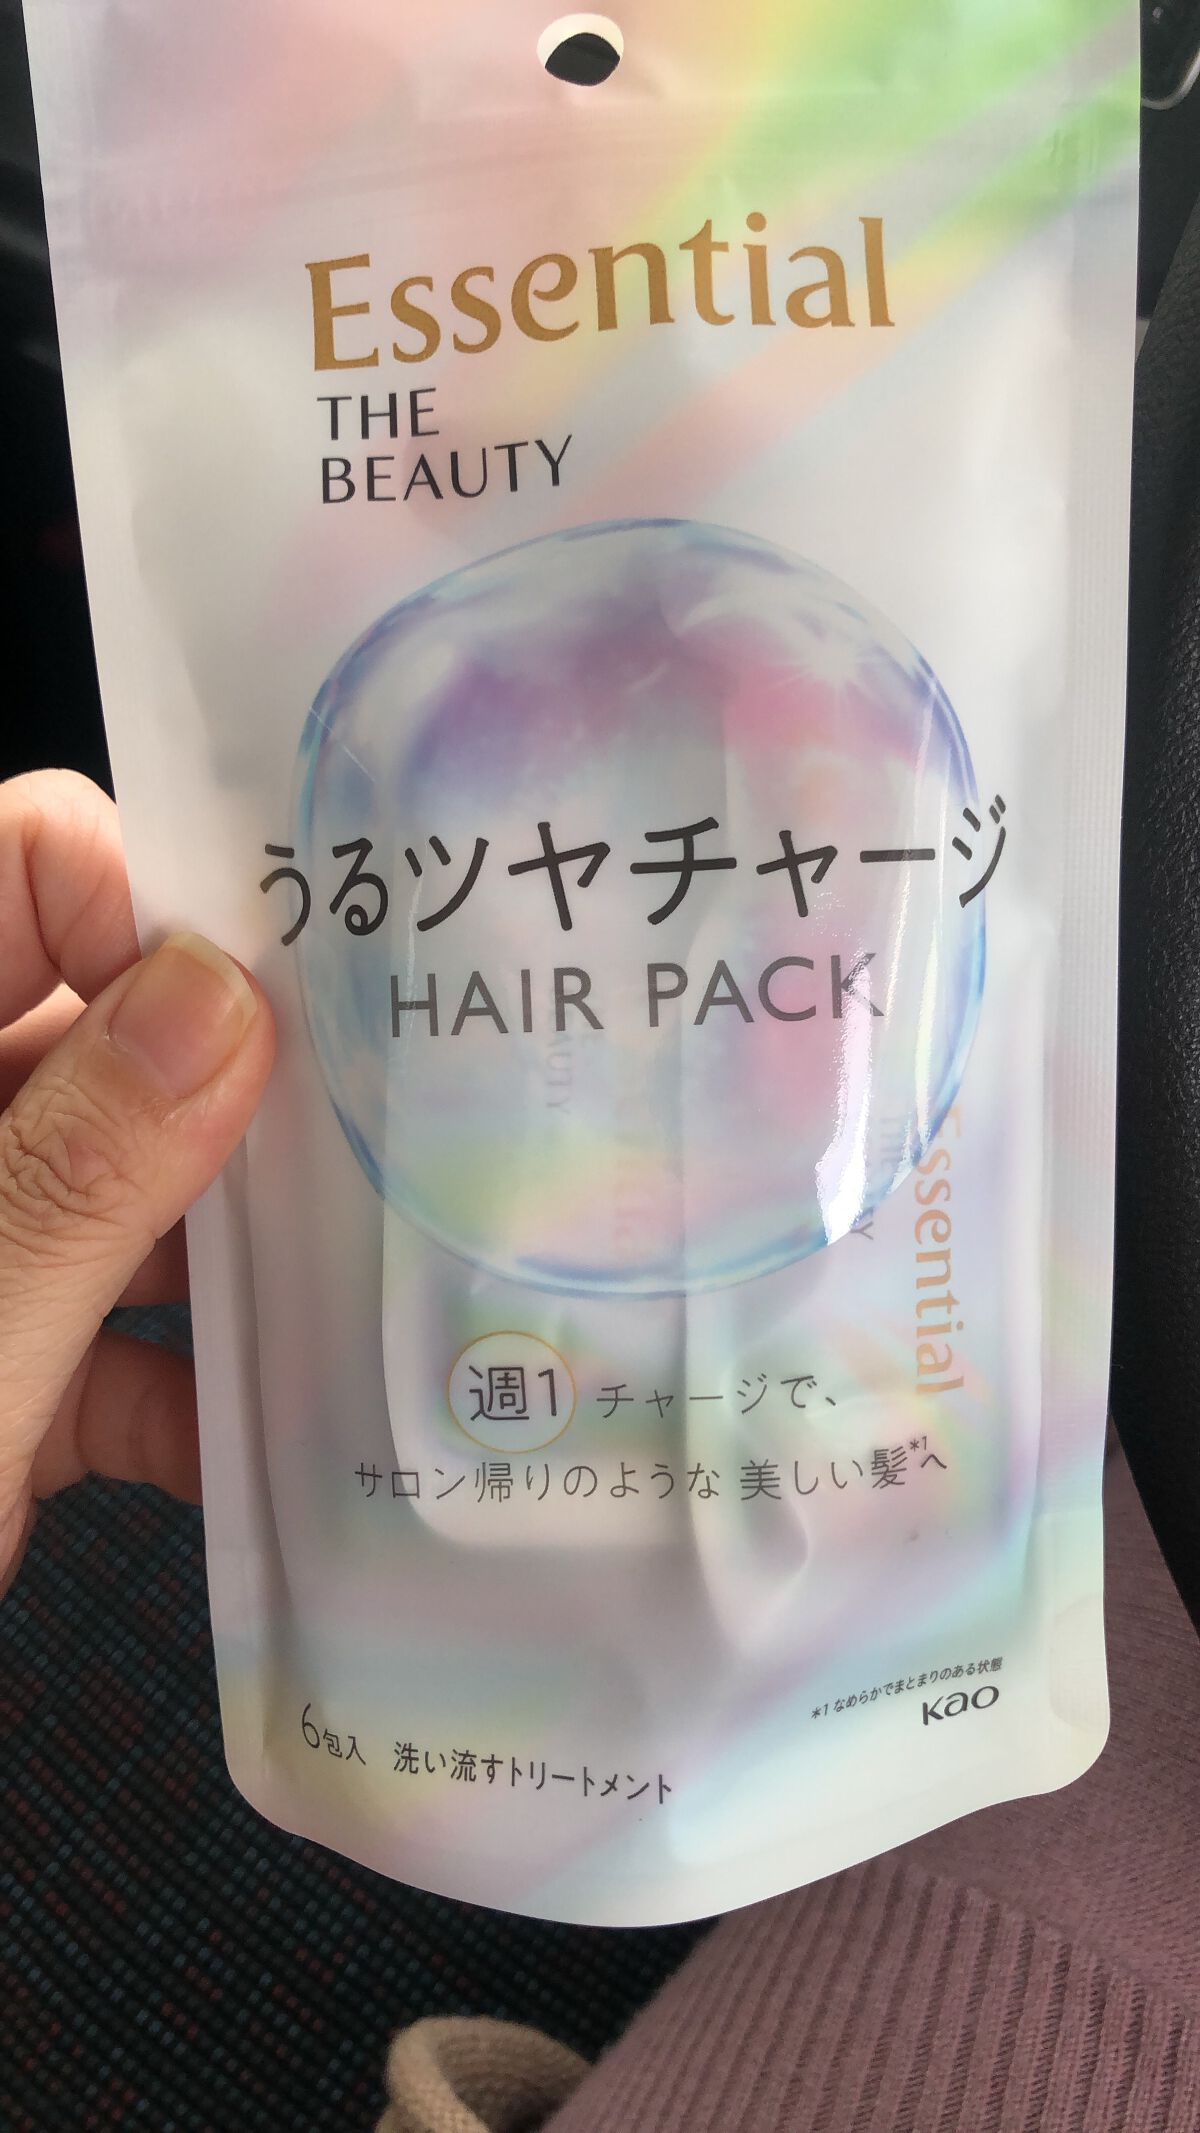 Essential
THE
BEAUTY
うるツヤチャージ
HAIR PACK
BEAUTY
Essential
週1 チャージで、
サロン帰りのような 美しい髪*1へ
*1 なめらかでまとまりのある状態
Kao
6包入 洗い流すトリートメント